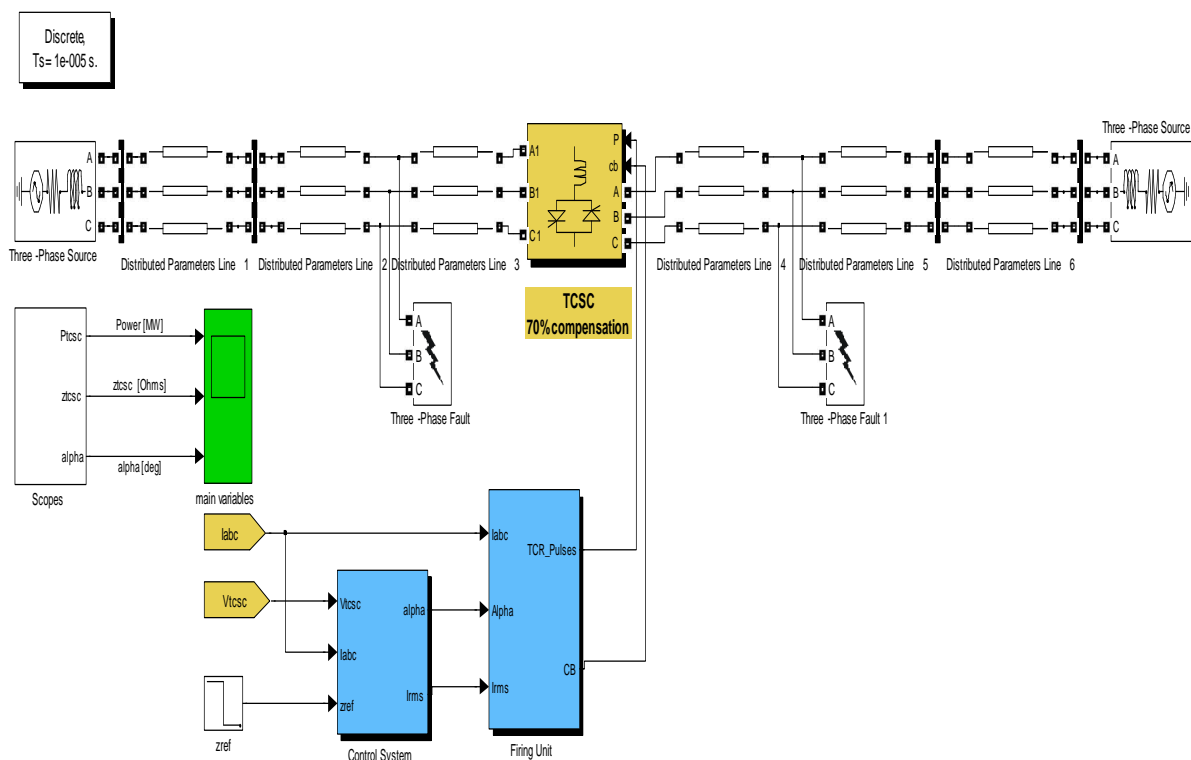 Discrete,
Ts= 1e-005 s.
Three -Phase Source
A
B
C
Three -Phase Source
Distributed Parameters Line 1
Distributed Parameters Line 2
Distributed Parameters Line 3
A1
B1
C1
P
cb
A
B
C
TCSC
70% compensation
Distributed Parameters Line 4
Distributed Parameters Line 5
Distributed Parameters Line 6
A
B
C
A
B
C
Three -Phase Fault
A
B
C
Three -Phase Fault 1
Ptcsc
ztcsc
alpha
Scopes
Power [MW]
ztcsc [Ohms]
alpha [deg]
main variables
Iabc
Vtcsc
zref
Vtcsc
Iabc
zref
alpha
Irms
Control System
Iabc
Alpha
Irms
TCR_Pulses
CB
Firing Unit